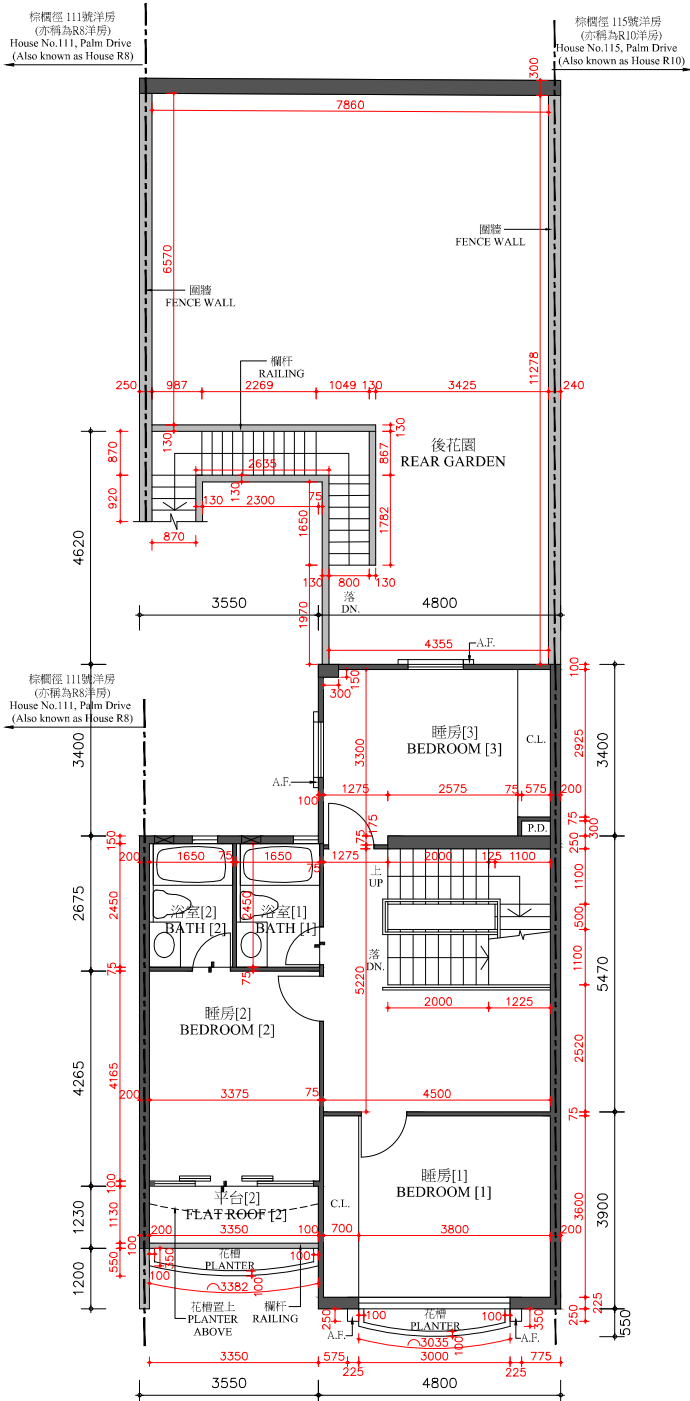 棕櫚徑 111號洋房
(亦稱為R8洋房)
House No.111, Palm Drive
(Also known as House R8)
棕櫚徑 115號洋房
(亦稱為R10洋房)
House No.115, Palm Drive
(Also known as House R10)
300
7860
圍牆
FENCE WALL
6570
圍牆
FENCE WALL
11278
欄杆
RAILING
250
987
2269
1049
130
3425
240
870
130
130
867
後花園
REAR GARDEN
2635
920
130
130
2300
75
1650
1782
870
4620
130
800
130
落
DN.
3550
4800
1970
4355
A.F.
100
棕櫚徑 111號洋房
(亦稱為R8洋房)
House No.111, Palm Drive
(Also known as House R8)
150
300
睡房[3]
BEDROOM [3]
C.L.
3400
3300
2925
3400
A.F.
100
1275
2575
75
575
200
75
75
P.D.
75
300
150
200
1650
75
1650
75
1275
2000
125
1100
250
上
UP
1100
2675
2450
2450
浴室[2]
BATH [2]
浴室[1]
BATH [1]
500
落
DN.
1100
75
75
5220
5470
2000
1225
睡房[2]
BEDROOM [2]
2520
4265
4165
200
3375
75
4500
75
睡房[1]
BEDROOM [1]
100
平台[2]
FLAT ROOF [2]
C.L.
1230
1130
3600
3900
200
3350
100
700
3800
200
100
550
350
100
花槽
PLANTER
100
100
3382
1200
花槽置上
PLANTER
ABOVE
欄杆
RAILING
250
100
花槽
PLANTER
100
350
250
225
550
A.F.
3035
100
A.F.
3350
575
225
3000
225
775
3550
4800